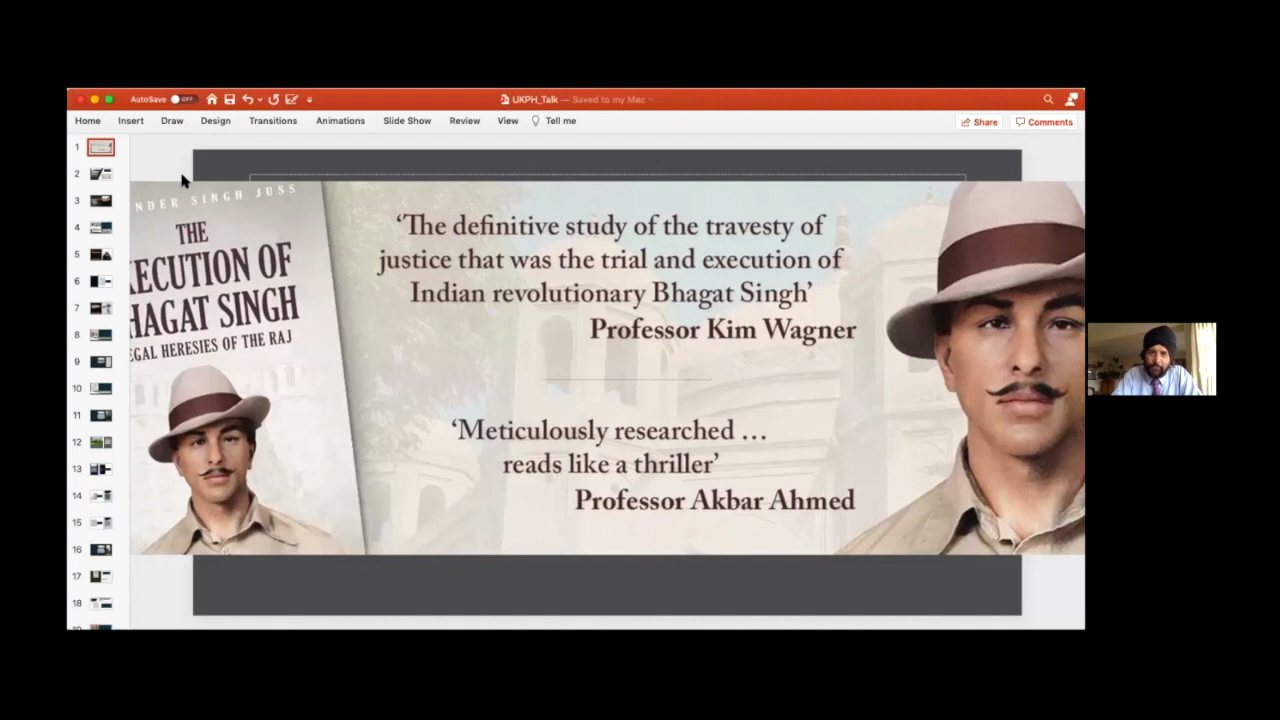 AutoSave OFF
UKPH_Talk — Saved to my Mac
Home Insert Draw Design Transitions Animations Slide Show Review View Tell me
Share Comments
1
2
3
4
5
6
7
8
9
10
11
12
13
14
15
16
17
18
NDER SINGH JUSS
THE
ECUTION OF
HAGAT SINGH
EGAL HERESIES OF THE RAJ
‘The definitive study of the travesty of
justice that was the trial and execution of
Indian revolutionary Bhagat Singh’
Professor Kim Wagner
‘Meticulously researched …
reads like a thriller’
Professor Akbar Ahmed